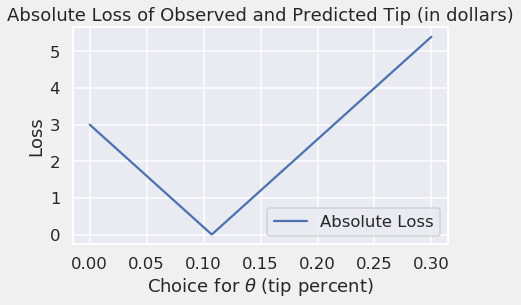 Absolute Loss of Observed and Predicted Tip (in dollars)
5
4
3
2
1
0
Loss
Absolute Loss
0.00 0.05 0.10 0.15 0.20 0.25 0.30
Choice for θ (tip percent)